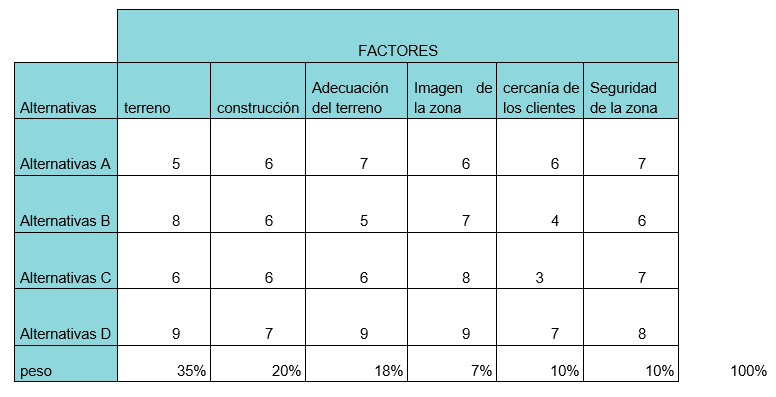 FACTORES
Alternativas terreno construcción Adecuación del terreno Imagen de la zona cercanía de los clientes Seguridad de la zona
Alternativas A 5 6 7 6 6 7
Alternativas B 8 6 5 7 4 6
Alternativas C 6 6 6 8 3 7
Alternativas D 9 7 9 9 7 8
peso 35% 20% 18% 7% 10% 10% 100%